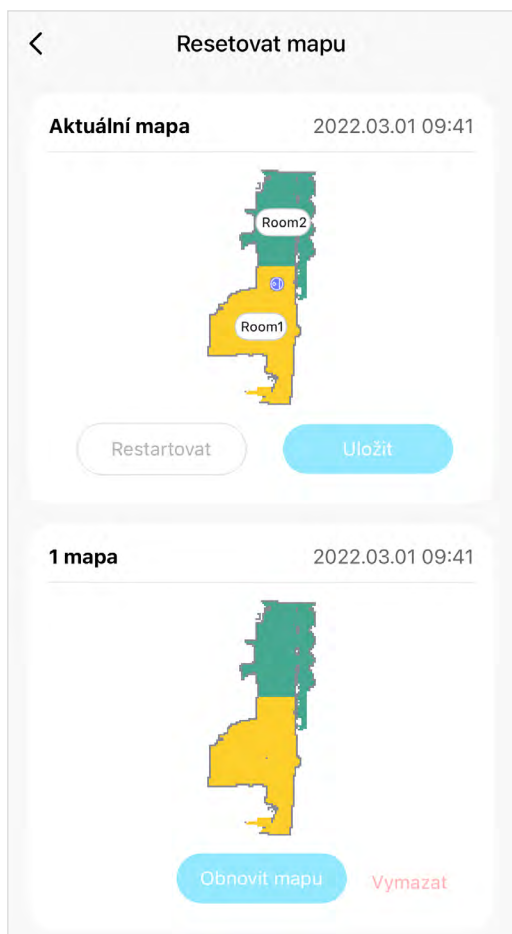 Resetovat mapu
Aktuální mapa 2022.03.01 09:41
Room2
Room1
Restartovat Uložit
1 mapa 2022.03.01 09:41
Obnovit mapu Vymazat